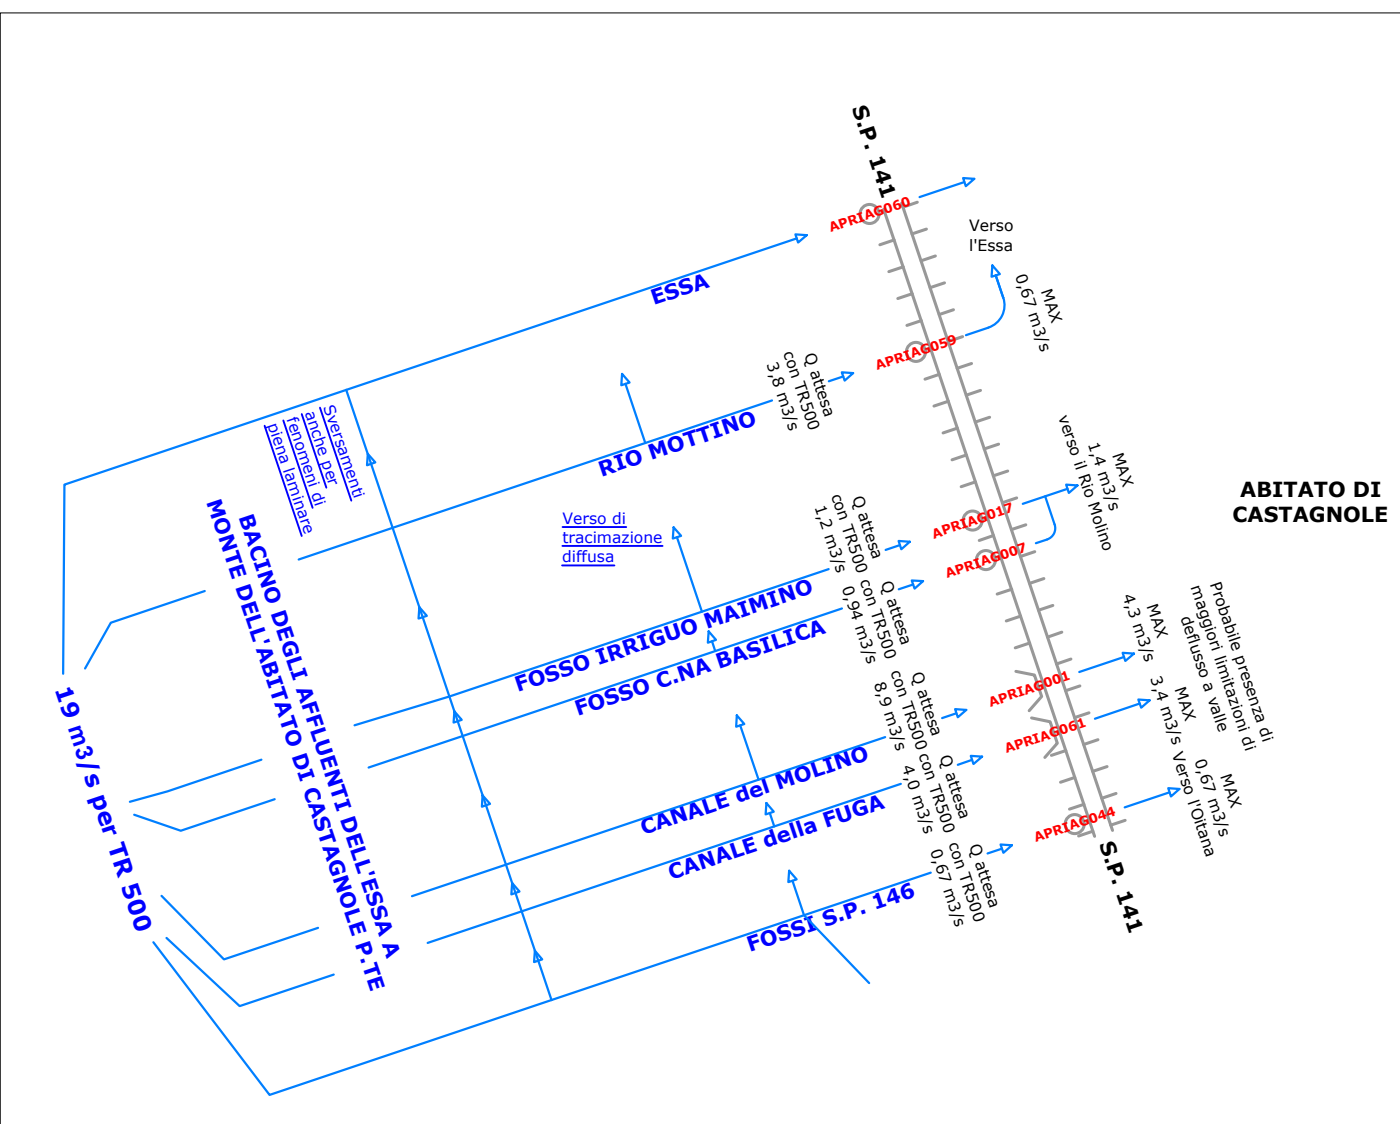 S.P. 141
APRIAG060
Verso
l'Essa
ESSA
MAX
0,67 m3/s
APRIAG059
Q attesa
con TR500
3,8 m3/s
RIO MOTTINO
Sversamenti
anche per
fenomeni di
piena laminare
MAX
1,4 m3/s
verso il Rio Molino
ABITATO DI
CASTAGNOLE
APRIAG017
Verso di
tracimazione
diffusa
Q attesa
con TR500
1,2 m3/s
APRIAG007
FOSSO IRRIGUO MAIMINO
Q attesa
con TR500
0,94 m3/s
FOSSO C.NA BASILICA
BACINO DEGLI AFFLUENTI DELL'ESSA A
MONTE DELL'ABITATO DI CASTAGNOLE P.TE
19 m3/s per TR 500
MAX
4,3 m3/s
Probabile presenza di
maggiori limitazioni di
deflusso a valle
APRIAG001
Q attesa
con TR500
8,9 m3/s
CANALE del MOLINO
MAX
3,4 m3/s
APRIAG061
Q attesa
con TR500
4,0 m3/s
CANALE della FUGA
MAX
0,67 m3/s
Verso l'Oitana
APRIAG044
Q attesa
con TR500
0,67 m3/s
FOSSI S.P. 146
S.P. 141